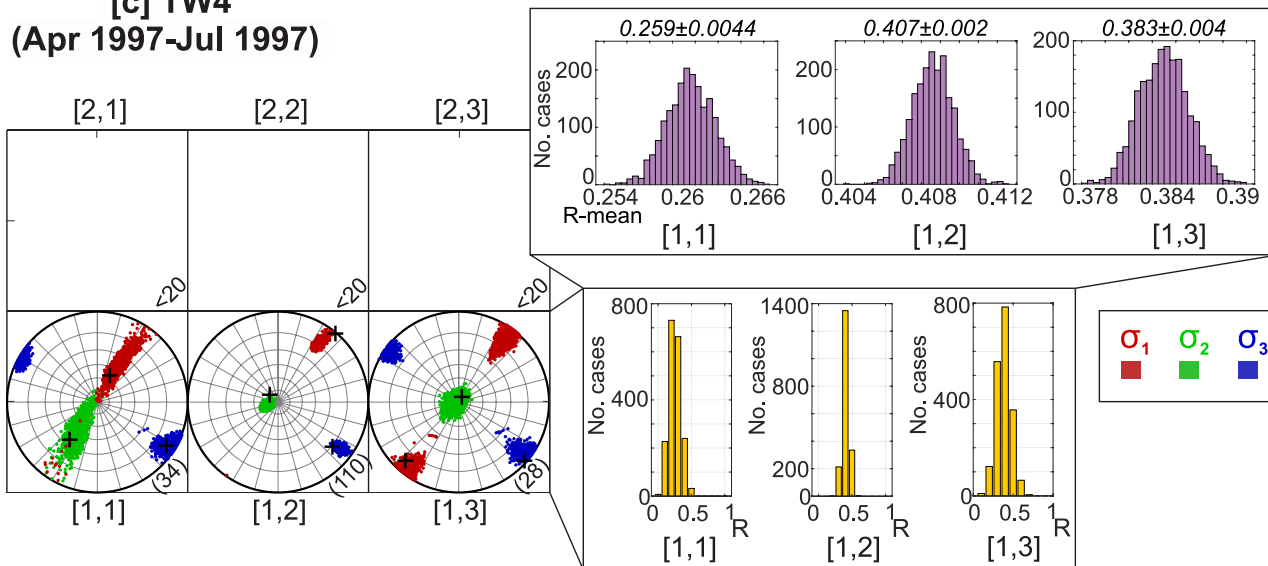 [c] TW4
(Apr 1997-Jul 1997)
0.259±0.0044 0.407±0.002 0.383±0.004
No. cases
200 200 200
100 100 100
0 0 0
0.254 0.26 0.266 0.404 0.408 0.412 0.378 0.384 0.39
R-mean
[1,1] [1,2] [1,3]
[2,1] [2,2] [2,3]
<20 <20 <20
(34) (110) (28)
[1,1] [1,2] [1,3]
No. cases No. cases No. cases
800 1400 800
400 800 400
200
0 0 0
0 0.5 1 0 0.5 1 0 0.5 1
R R R
[1,1] [1,2] [1,3]
σ1 σ2 σ3